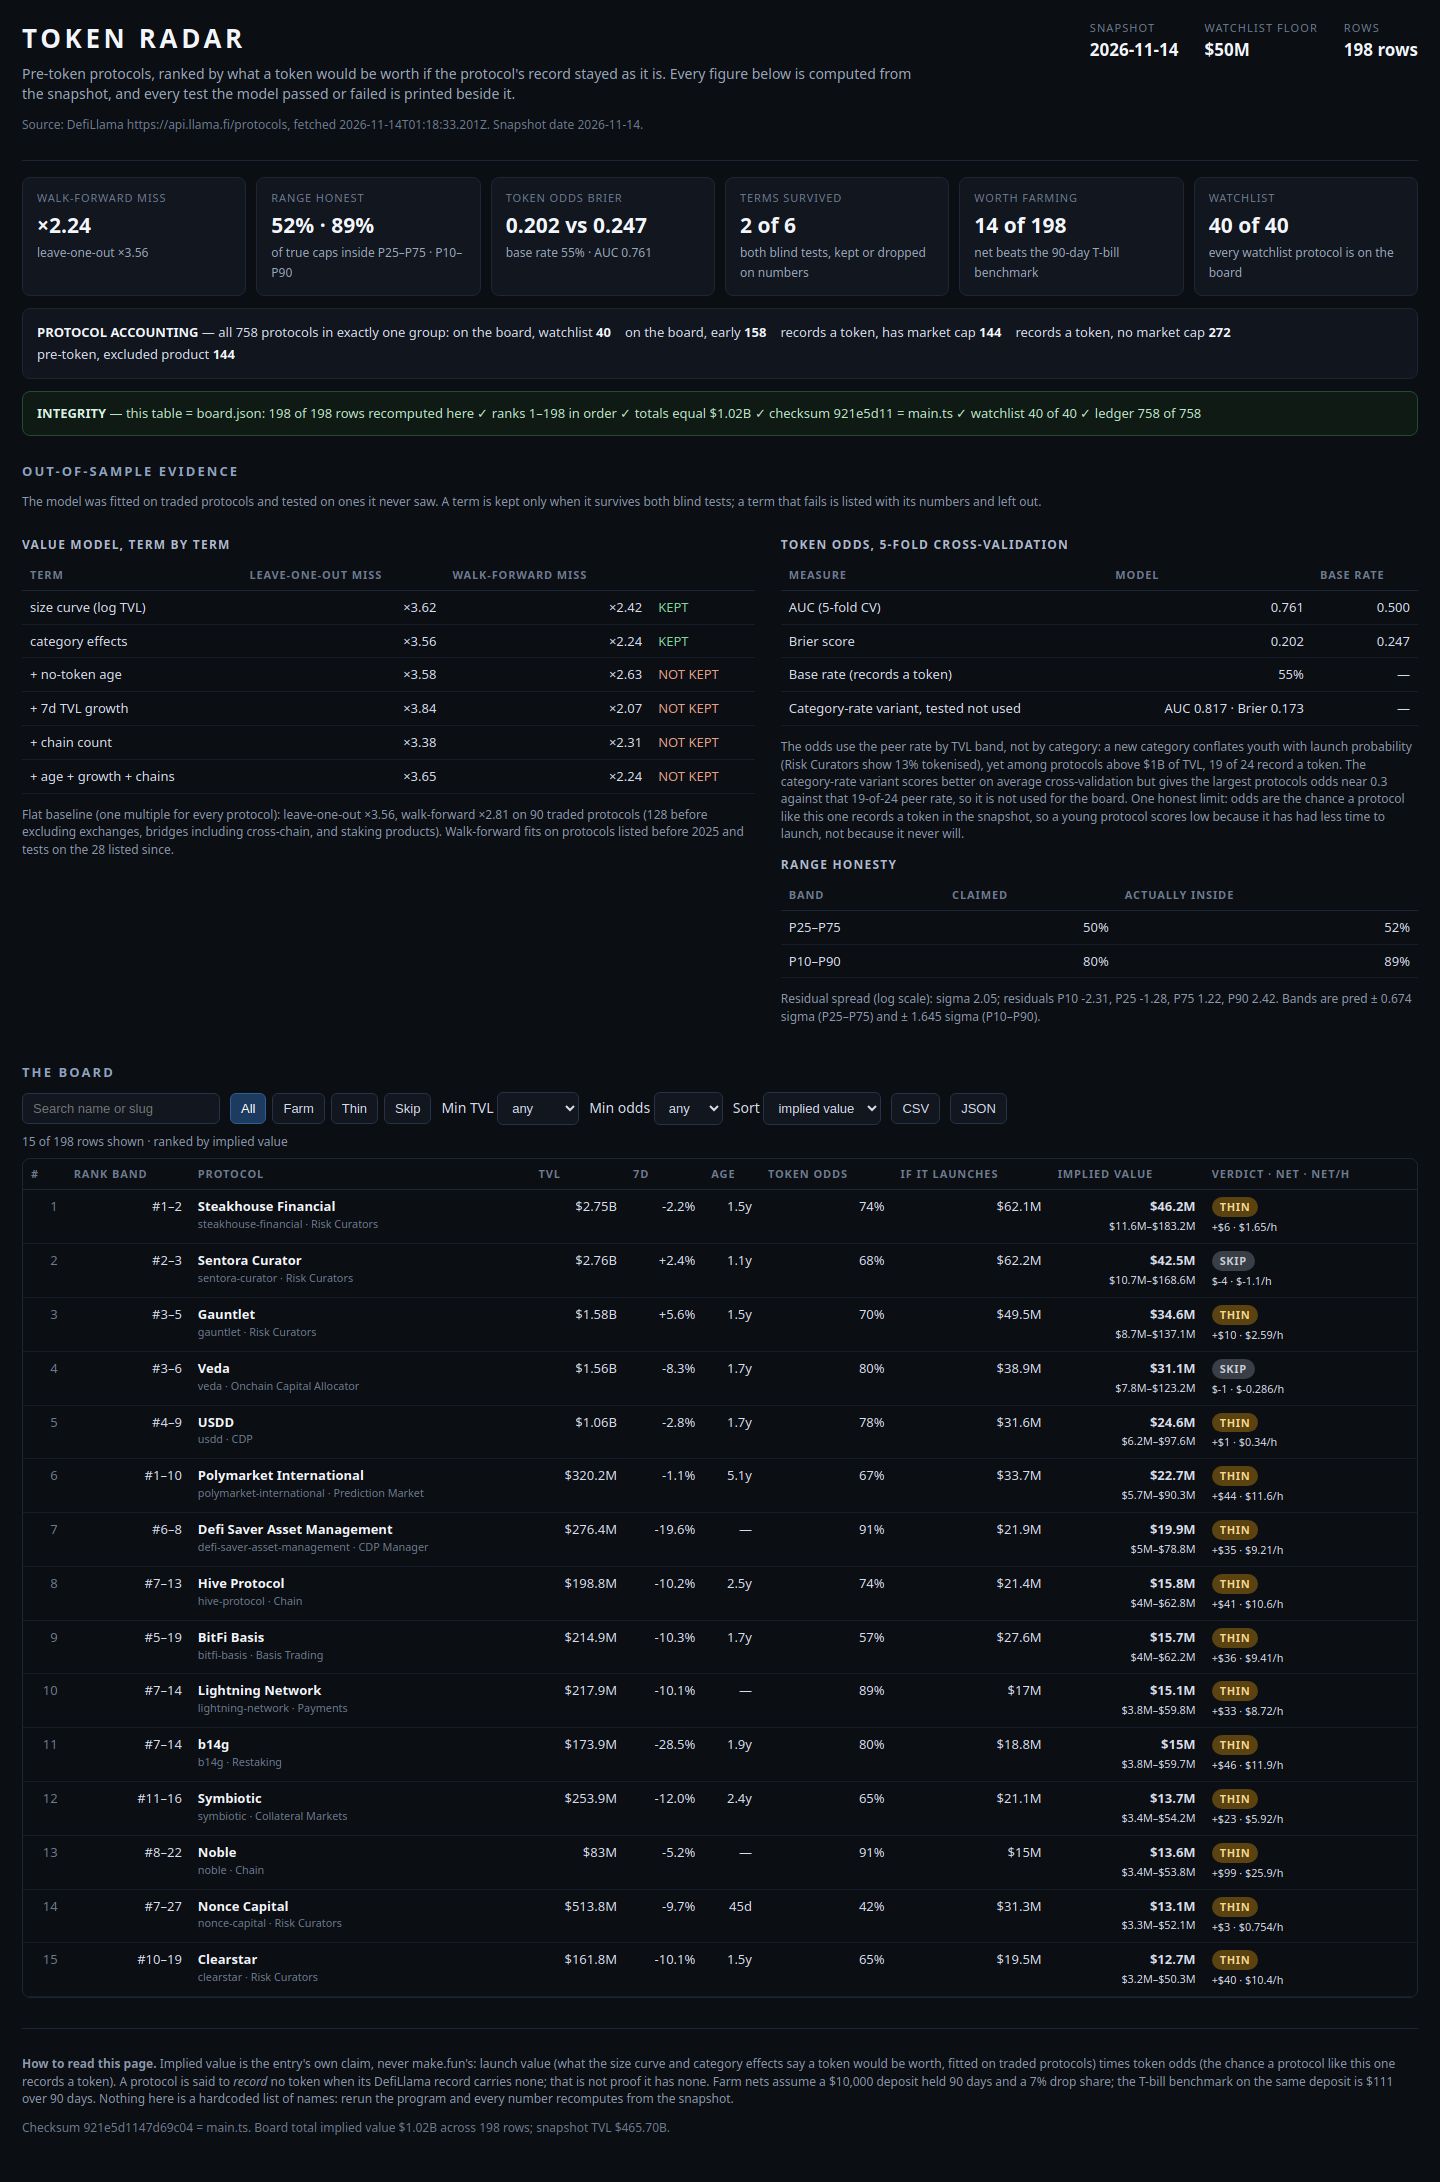 TOKEN RADAR
SNAPSHOT
2026-11-14
WATCHLIST FLOOR
$50M
ROWS
198 rows
Pre-token protocols, ranked by what a token would be worth if the protocol's record stayed as it is. Every figure below is computed from
the snapshot, and every test the model passed or failed is printed beside it.
Source: DefiLlama https://api.llama.fi/protocols, fetched 2026-11-14T01:18:33.201Z. Snapshot date 2026-11-14.
WALK-FORWARD MISS
×2.24
leave-one-out ×3.56
RANGE HONEST
52% · 89%
of true caps inside P25–P75 · P10–
P90
TOKEN ODDS BRIER
0.202 vs 0.247
base rate 55% · AUC 0.761
TERMS SURVIVED
2 of 6
both blind tests, kept or dropped
on numbers
WORTH FARMING
14 of 198
net beats the 90-day T-bill
benchmark
WATCHLIST
40 of 40
every watchlist protocol is on the
board
PROTOCOL ACCOUNTING — all 758 protocols in exactly one group: on the board, watchlist 40 on the board, early 158 records a token, has market cap 144 records a token, no market cap 272
pre-token, excluded product 144
INTEGRITY — this table = board.json: 198 of 198 rows recomputed here ✓ ranks 1–198 in order ✓ totals equal $1.02B ✓ checksum 921e5d11 = main.ts ✓ watchlist 40 of 40 ✓ ledger 758 of 758
OUT-OF-SAMPLE EVIDENCE
The model was fitted on traded protocols and tested on ones it never saw. A term is kept only when it survives both blind tests; a term that fails is listed with its numbers and left out.
VALUE MODEL, TERM BY TERM
TERM LEAVE-ONE-OUT MISS WALK-FORWARD MISS
size curve (log TVL) ×3.62 ×2.42 KEPT
category effects ×3.56 ×2.24 KEPT
+ no-token age ×3.58 ×2.63 NOT KEPT
+ 7d TVL growth ×3.84 ×2.07 NOT KEPT
+ chain count ×3.38 ×2.31 NOT KEPT
+ age + growth + chains ×3.65 ×2.24 NOT KEPT
Flat baseline (one multiple for every protocol): leave-one-out ×3.56, walk-forward ×2.81 on 90 traded protocols (128 before
excluding exchanges, bridges including cross-chain, and staking products). Walk-forward fits on protocols listed before 2025 and
tests on the 28 listed since.
TOKEN ODDS, 5-FOLD CROSS-VALIDATION
MEASURE MODEL BASE RATE
AUC (5-fold CV) 0.761 0.500
Brier score 0.202 0.247
Base rate (records a token) 55% —
Category-rate variant, tested not used AUC 0.817 · Brier 0.173 —
The odds use the peer rate by TVL band, not by category: a new category conflates youth with launch probability
(Risk Curators show 13% tokenised), yet among protocols above $1B of TVL, 19 of 24 record a token. The
category-rate variant scores better on average cross-validation but gives the largest protocols odds near 0.3
against that 19-of-24 peer rate, so it is not used for the board. One honest limit: odds are the chance a protocol
like this one records a token in the snapshot, so a young protocol scores low because it has had less time to
launch, not because it never will.
RANGE HONESTY
BAND CLAIMED ACTUALLY INSIDE
P25–P75 50% 52%
P10–P90 80% 89%
Residual spread (log scale): sigma 2.05; residuals P10 -2.31, P25 -1.28, P75 1.22, P90 2.42. Bands are pred ± 0.674
sigma (P25–P75) and ± 1.645 sigma (P10–P90).
THE BOARD
Search name or slug All Farm Thin Skip Min TVL any Min odds any Sort implied value CSV JSON
15 of 198 rows shown · ranked by implied value
# RANK BAND PROTOCOL TVL 7D AGE TOKEN ODDS IF IT LAUNCHES IMPLIED VALUE VERDICT · NET · NET/H
1 #1–2 Steakhouse Financial $2.75B -2.2% 1.5y 74% $62.1M $46.2M THIN
steakhouse-financial · Risk Curators $11.6M–$183.2M +$6 · $1.65/h
2 #2–3 Sentora Curator $2.76B +2.4% 1.1y 68% $62.2M $42.5M SKIP
sentora-curator · Risk Curators $10.7M–$168.6M $-4 · $-1.1/h
3 #3–5 Gauntlet $1.58B +5.6% 1.5y 70% $49.5M $34.6M THIN
gauntlet · Risk Curators $8.7M–$137.1M +$10 · $2.59/h
4 #3–6 Veda $1.56B -8.3% 1.7y 80% $38.9M $31.1M SKIP
veda · Onchain Capital Allocator $7.8M–$123.2M $-1 · $-0.286/h
5 #4–9 USDD $1.06B -2.8% 1.7y 78% $31.6M $24.6M THIN
usdd · CDP $6.2M–$97.6M +$1 · $0.34/h
6 #1–10 Polymarket International $320.2M -1.1% 5.1y 67% $33.7M $22.7M THIN
polymarket-international · Prediction Market $5.7M–$90.3M +$44 · $11.6/h
7 #6–8 Defi Saver Asset Management $276.4M -19.6% — 91% $21.9M $19.9M THIN
defi-saver-asset-management · CDP Manager $5M–$78.8M +$35 · $9.21/h
8 #7–13 Hive Protocol $198.8M -10.2% 2.5y 74% $21.4M $15.8M THIN
hive-protocol · Chain $4M–$62.8M +$41 · $10.6/h
9 #5–19 BitFi Basis $214.9M -10.3% 1.7y 57% $27.6M $15.7M THIN
bitfi-basis · Basis Trading $4M–$62.2M +$36 · $9.41/h
10 #7–14 Lightning Network $217.9M -10.1% — 89% $17M $15.1M THIN
lightning-network · Payments $3.8M–$59.8M +$33 · $8.72/h
11 #7–14 b14g $173.9M -28.5% 1.9y 80% $18.8M $15M THIN
b14g · Restaking $3.8M–$59.7M +$46 · $11.9/h
12 #11–16 Symbiotic $253.9M -12.0% 2.4y 65% $21.1M $13.7M THIN
symbiotic · Collateral Markets $3.4M–$54.2M +$23 · $5.92/h
13 #8–22 Noble $83M -5.2% — 91% $15M $13.6M THIN
noble · Chain $3.4M–$53.8M +$99 · $25.9/h
14 #7–27 Nonce Capital $513.8M -9.7% 45d 42% $31.3M $13.1M THIN
nonce-capital · Risk Curators $3.3M–$52.1M +$3 · $0.754/h
15 #10–19 Clearstar $161.8M -10.1% 1.5y 65% $19.5M $12.7M THIN
clearstar · Risk Curators $3.2M–$50.3M +$40 · $10.4/h
How to read this page. Implied value is the entry's own claim, never make.fun's: launch value (what the size curve and category effects say a token would be worth, fitted on traded protocols) times token odds (the chance a protocol like this one
records a token). A protocol is said to record no token when its DefiLlama record carries none; that is not proof it has none. Farm nets assume a $10,000 deposit held 90 days and a 7% drop share; the T-bill benchmark on the same deposit is $111
over 90 days. Nothing here is a hardcoded list of names: rerun the program and every number recomputes from the snapshot.
Checksum 921e5d1147d69c04 = main.ts. Board total implied value $1.02B across 198 rows; snapshot TVL $465.70B.